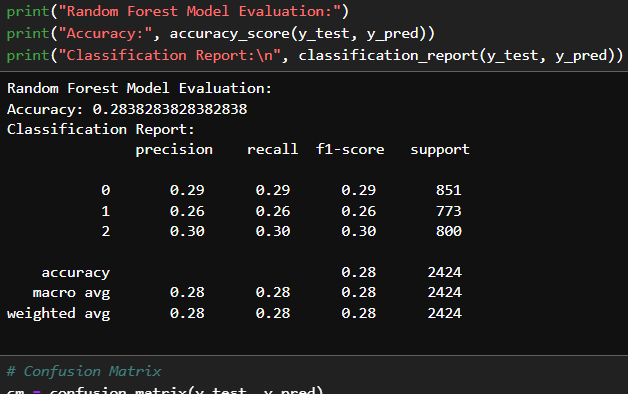 print("Random Forest Model Evaluation:")
print("Accuracy:", accuracy_score(y_test, y_pred))
print("Classification Report:\n", classification_report(y_test, y_pred))
Random Forest Model Evaluation:
Accuracy: 0.2838283828382838
Classification Report:
precision recall f1-score support
0 0.29 0.29 0.29 851
1 0.26 0.26 0.26 773
2 0.30 0.30 0.30 800
accuracy 0.28 2424
macro avg 0.28 0.28 0.28 2424
weighted avg 0.28 0.28 0.28 2424
# Confusion Matrix
cm = confusion_matrix(y_test, y_pred)